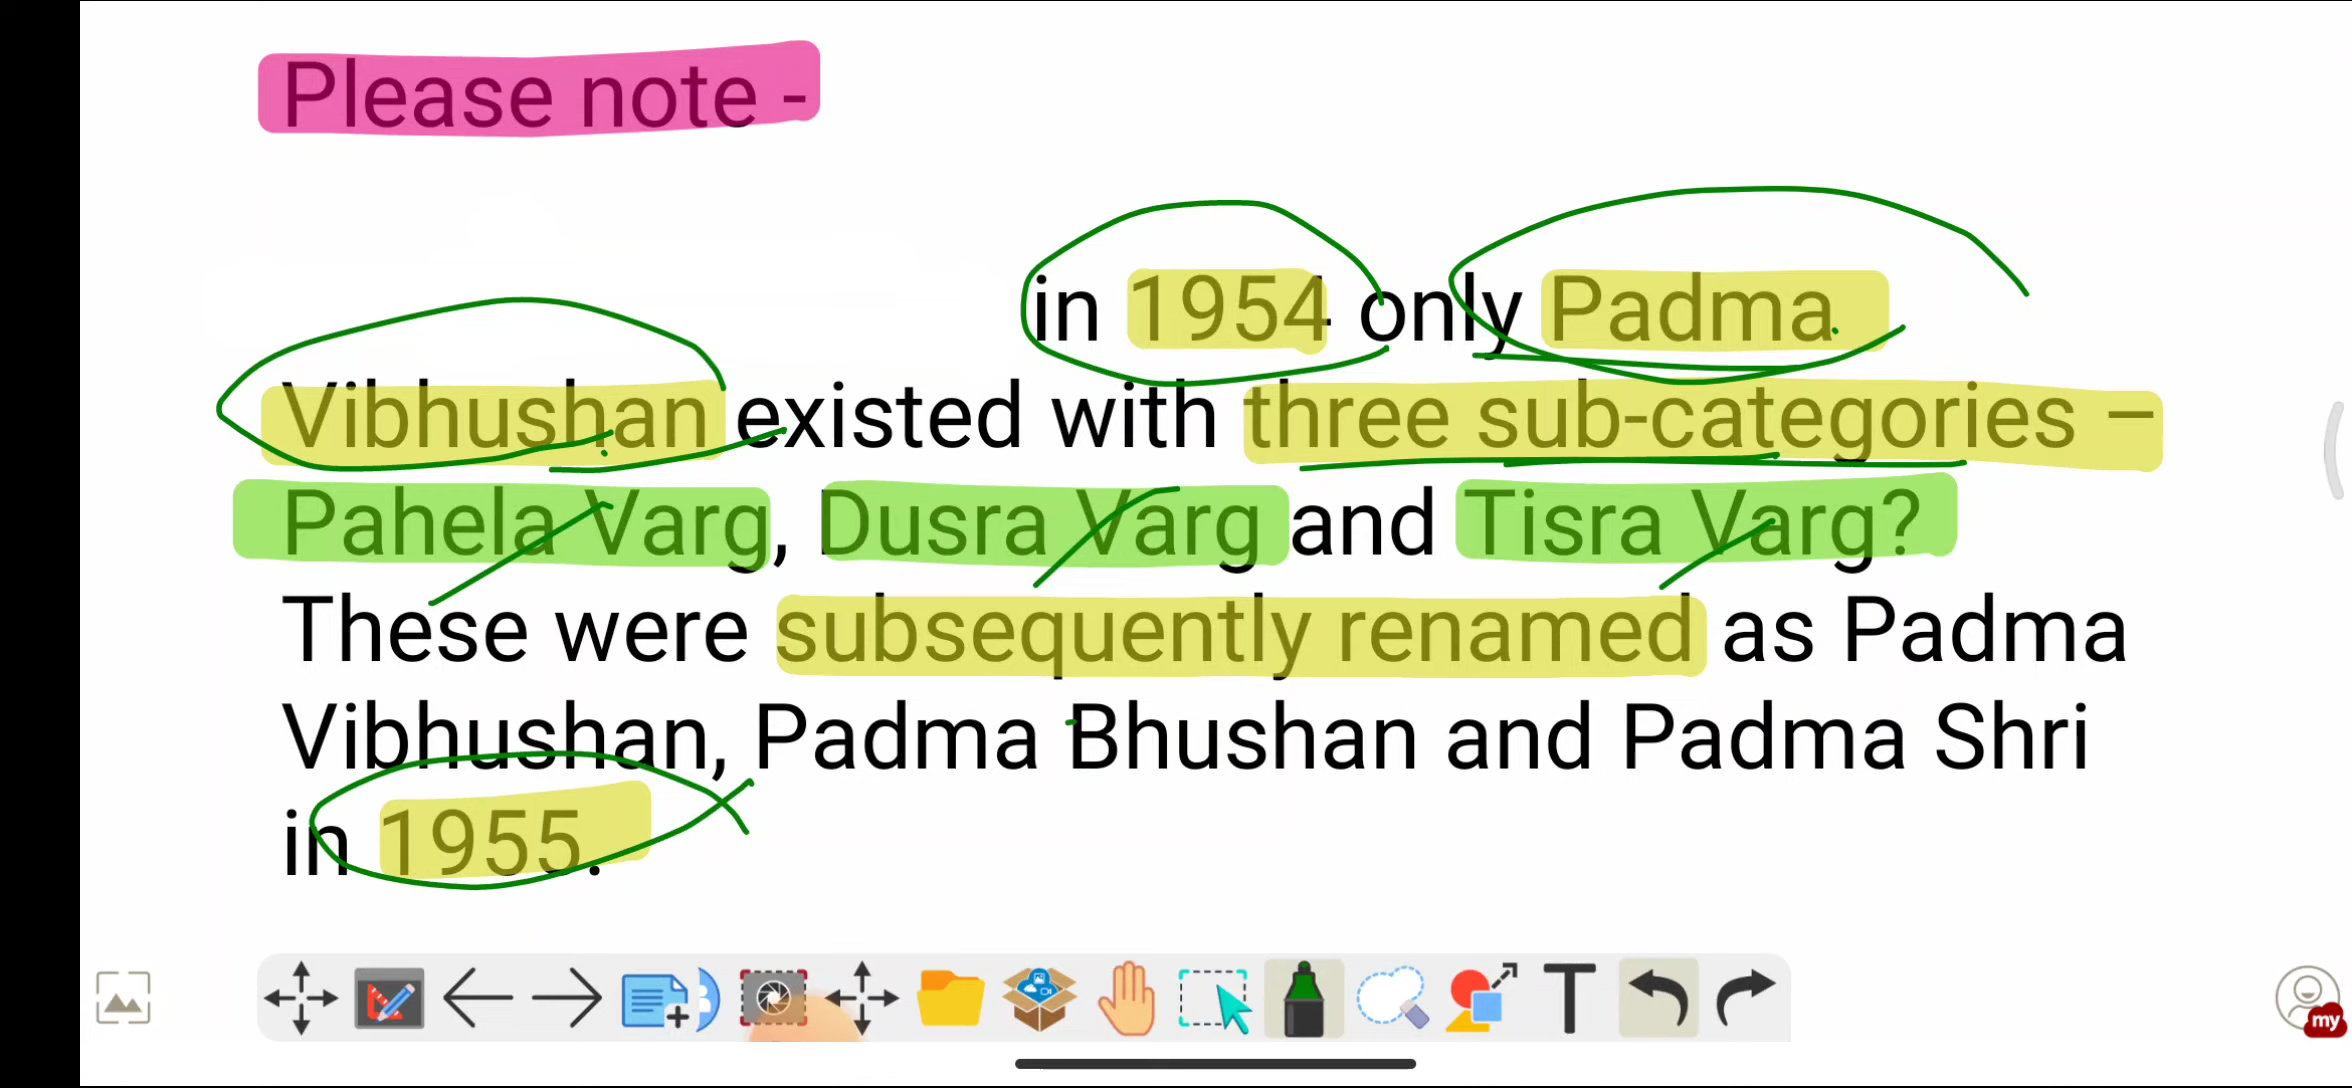 Please note -
in 1954 only Padma
Vibhushan existed with three sub-categories –
Pahela Varg, Dusra Varg and Tisra Varg?
These were subsequently renamed as Padma
Vibhushan, Padma Bhushan and Padma Shri
in 1955.
T
my